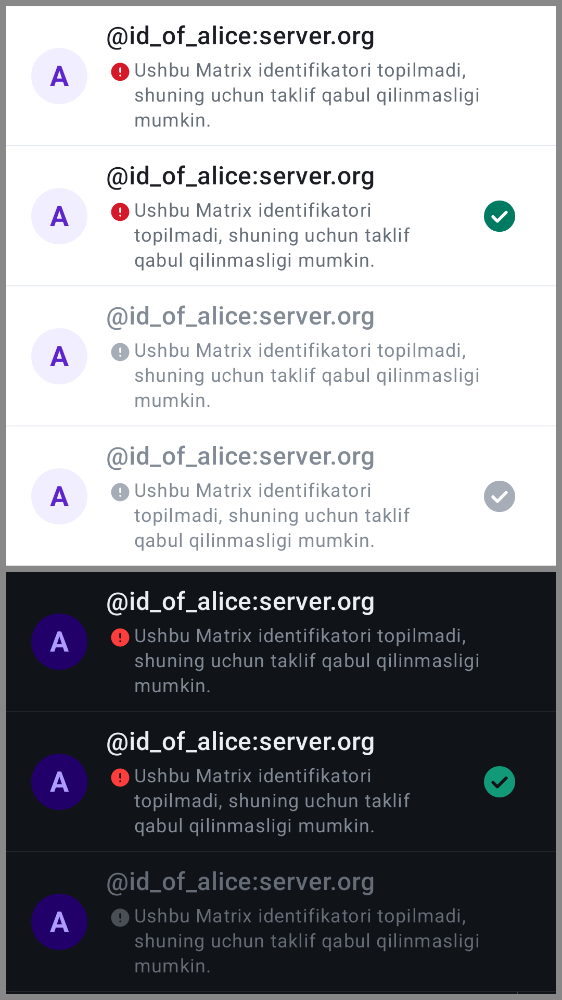 @id_of_alice:server.org
A
Ushbu Matrix identifikatori topilmadi,
shuning uchun taklif qabul qilinmasligi
mumkin.
@id_of_alice:server.org
A
Ushbu Matrix identifikatori
topilmadi, shuning uchun taklif
qabul qilinmasligi mumkin.
@id_of_alice:server.org
A
Ushbu Matrix identifikatori topilmadi,
shuning uchun taklif qabul qilinmasligi
mumkin.
@id_of_alice:server.org
A
Ushbu Matrix identifikatori
topilmadi, shuning uchun taklif
qabul qilinmasligi mumkin.
@id_of_alice:server.org
A
Ushbu Matrix identifikatori topilmadi,
shuning uchun taklif qabul qilinmasligi
mumkin.
@id_of_alice:server.org
A
Ushbu Matrix identifikatori
topilmadi, shuning uchun taklif
qabul qilinmasligi mumkin.
@id_of_alice:server.org
A
Ushbu Matrix identifikatori topilmadi,
shuning uchun taklif qabul qilinmasligi
mumkin.